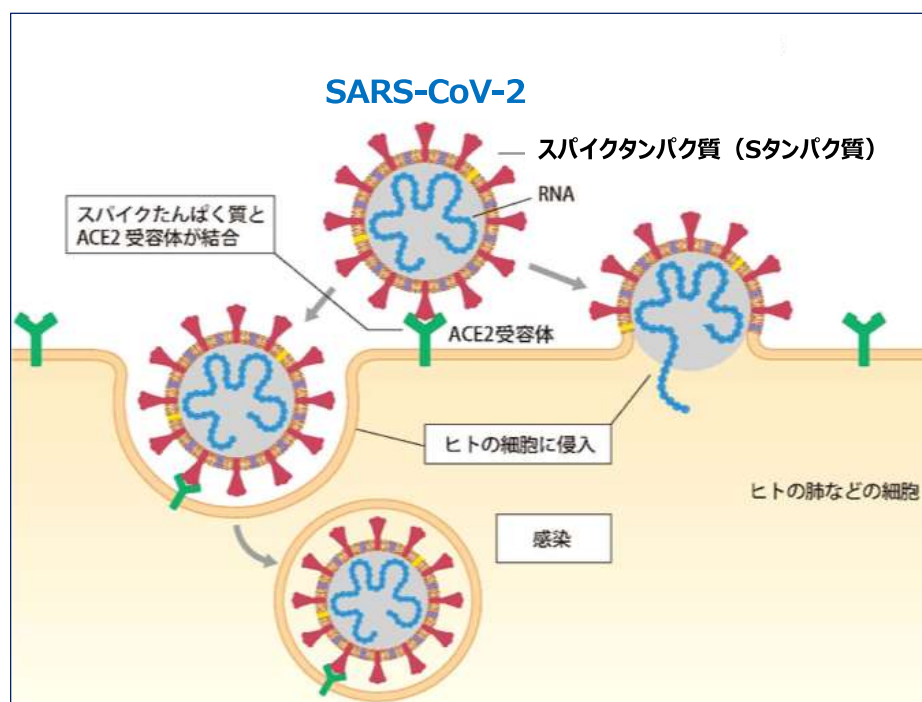 SARS-CoV-2
スパイクタンパク質（Sタンパク質）
RNA
スパイクたんぱく質と
ACE2 受容体が結合
ACE2受容体
ヒトの細胞に侵入
ヒトの肺などの細胞
感染